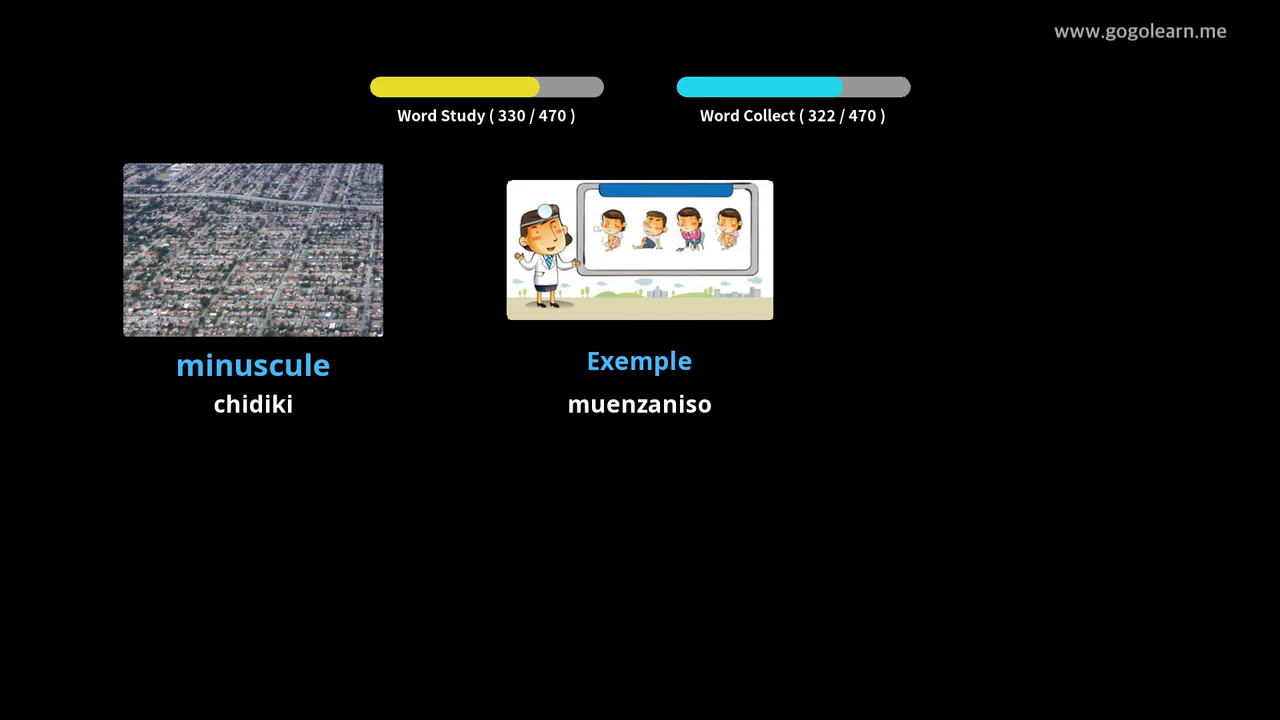 www.gogolearn.me
Word Study ( 330 / 470 )
Word Collect ( 322 / 470 )
minuscule
chidiki
Exemple
muenzaniso